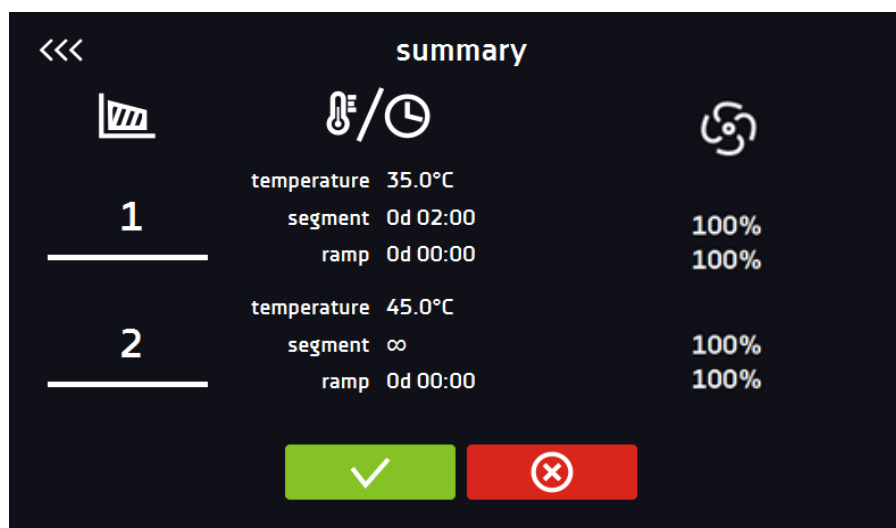 <<< summary
temperature 35.0°C
1 segment 0d 02:00 100%
ramp 0d 00:00 100%
temperature 45.0°C
2 segment ∞ 100%
ramp 0d 00:00 100%